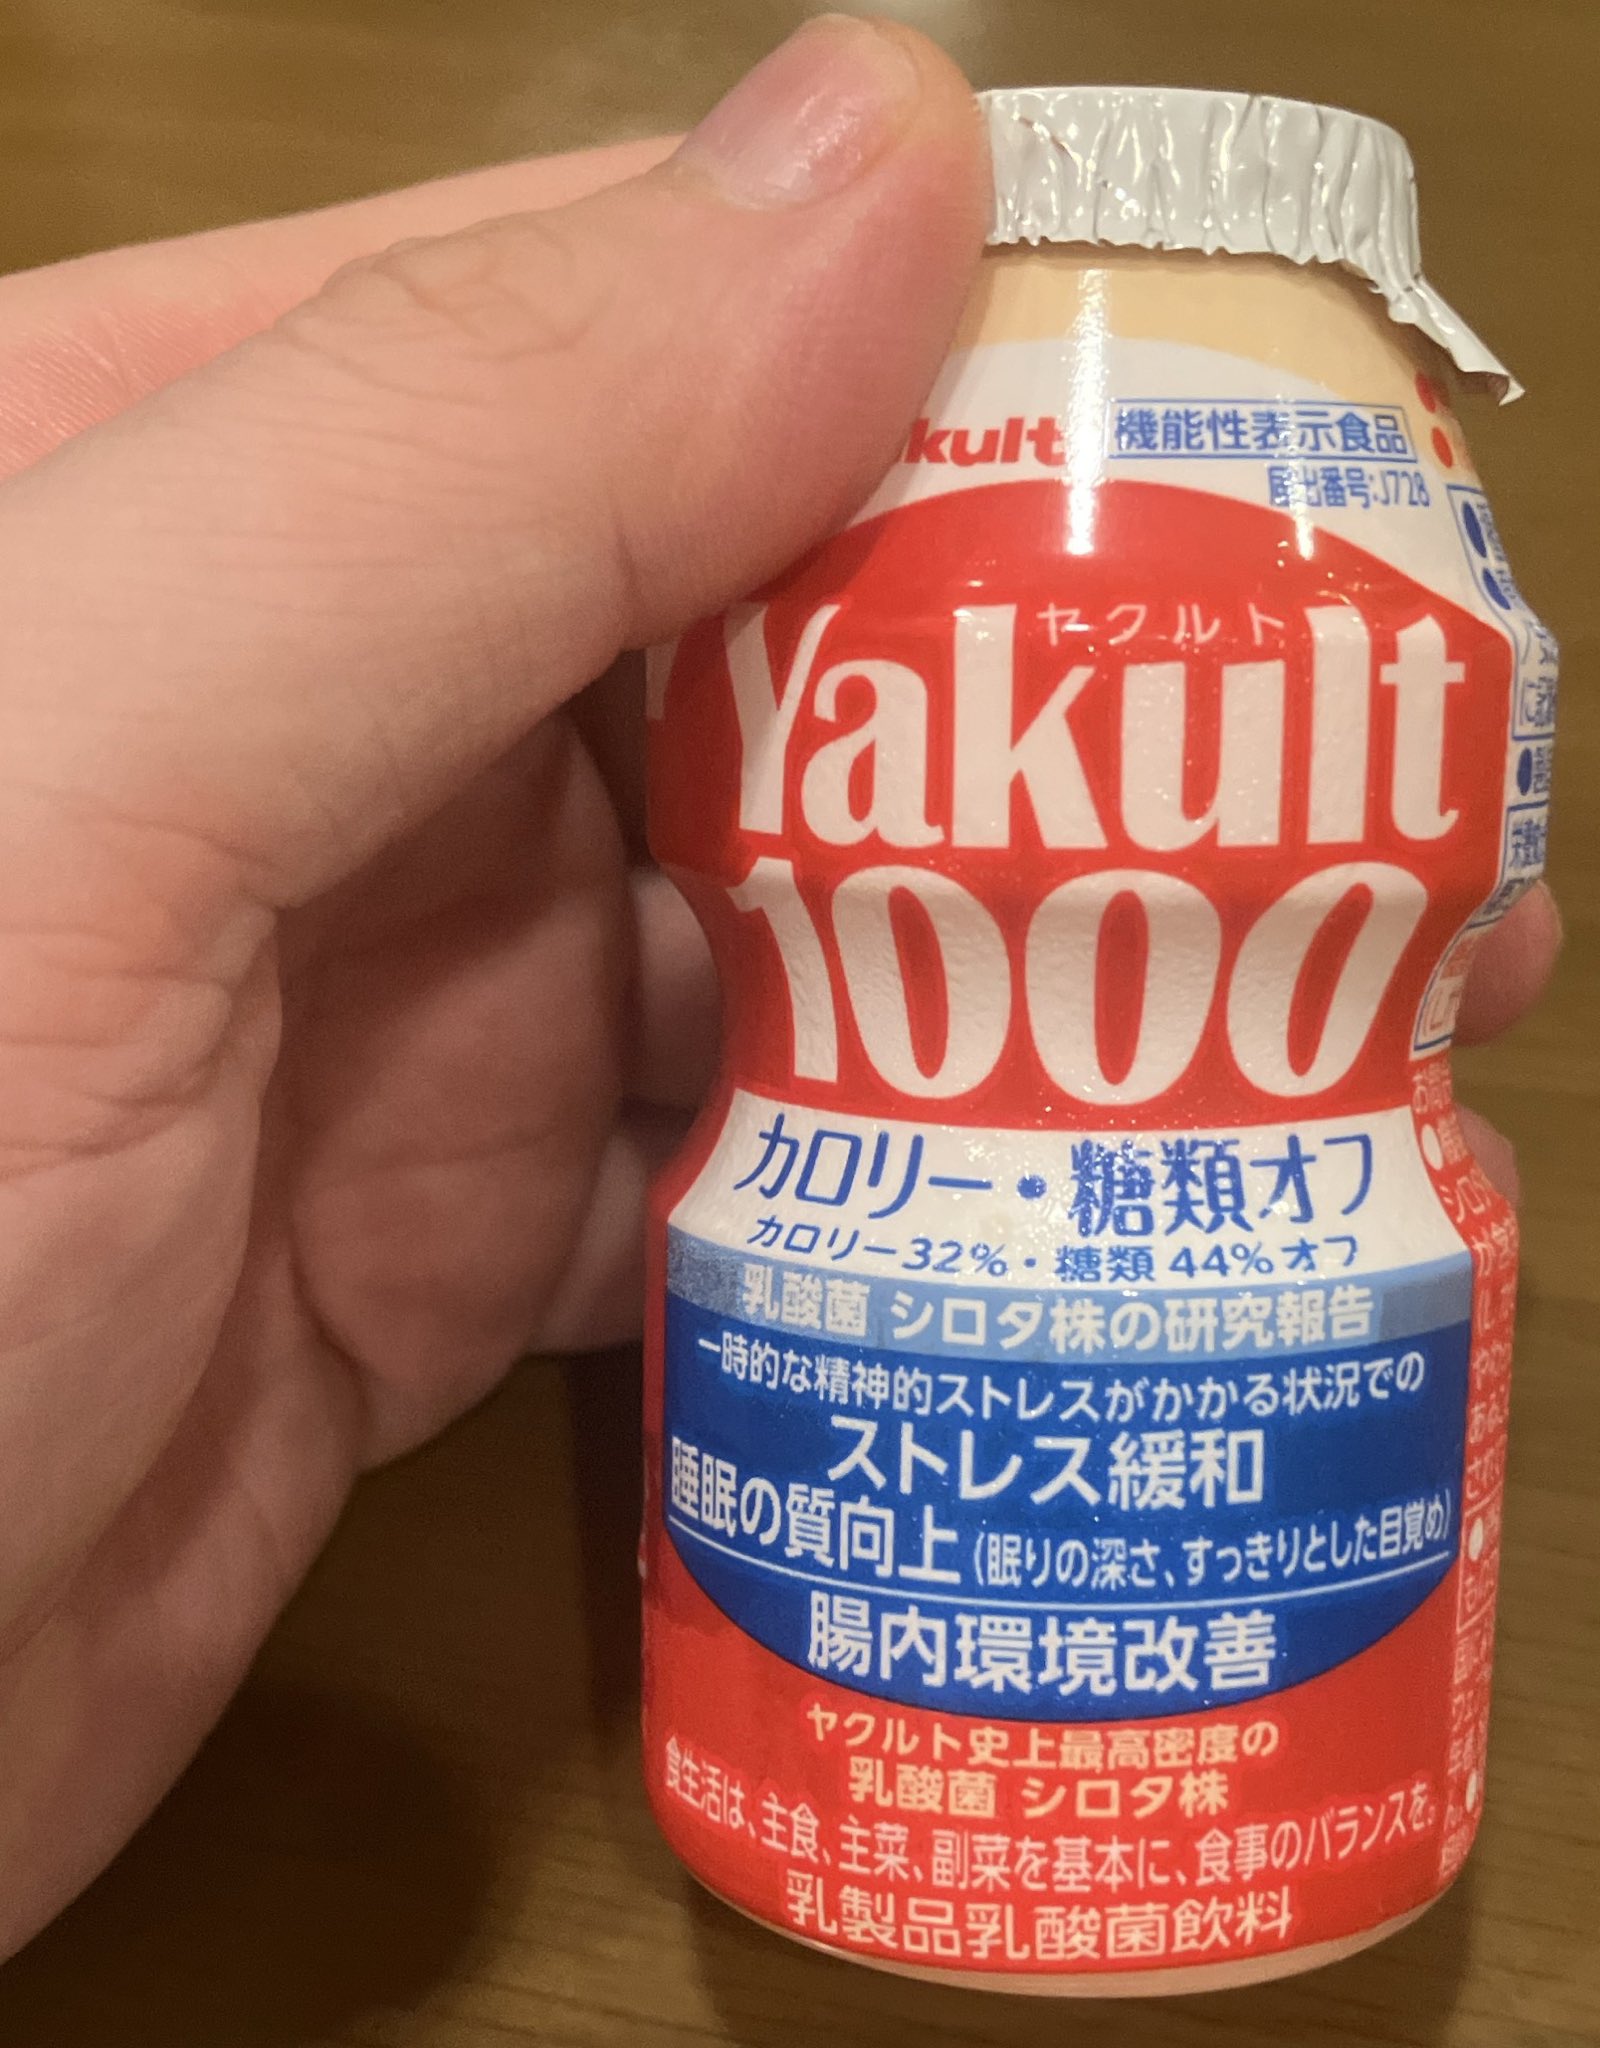 kult 機能性表示食品
届出番号:J728
ヤクルト
Yakult
1000
カロリー・糖類オフ
カロリー32%・糖類44%オフ
乳酸菌 シロタ株の研究報告
一時的な精神的ストレスがかかる状況での
ストレス緩和
睡眠の質向上(眠りの深さ、すっきりとした目覚め)
腸内環境改善
ヤクルト史上最高密度の
乳酸菌 シロタ株
食生活は、主食、主菜、副菜を基本に、食事のバランスを。
乳製品乳酸菌飲料